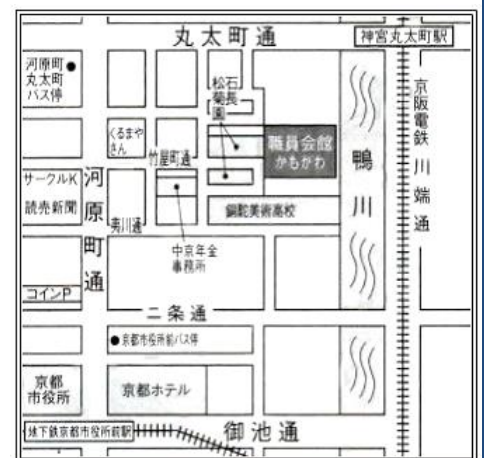 丸太町通
神宮丸太町駅
河原町
丸太町
バス停
松
菊
園
石
長
くるまや
さん
竹屋町通
職員会館
かもがわ
鴨川
京阪電鉄
川端通
サークルK
読売新聞
河原町通
夷川通
銅駝美術高校
中京年金
事務所
コインP
二条通
●京都市役所前バス停
京都
市役所
京都ホテル
地下鉄京都市役所前駅
御池通